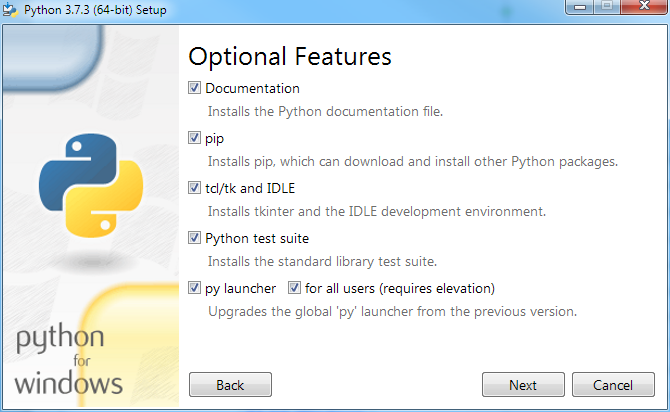 Python 3.7.3 (64-bit) Setup
Optional Features
Documentation
Installs the Python documentation file.
pip
Installs pip, which can download and install other Python packages.
tcl/tk and IDLE
Installs tkinter and the IDLE development environment.
Python test suite
Installs the standard library test suite.
py launcher for all users (requires elevation)
Upgrades the global 'py' launcher from the previous version.
python
for
windows
Back Next Cancel